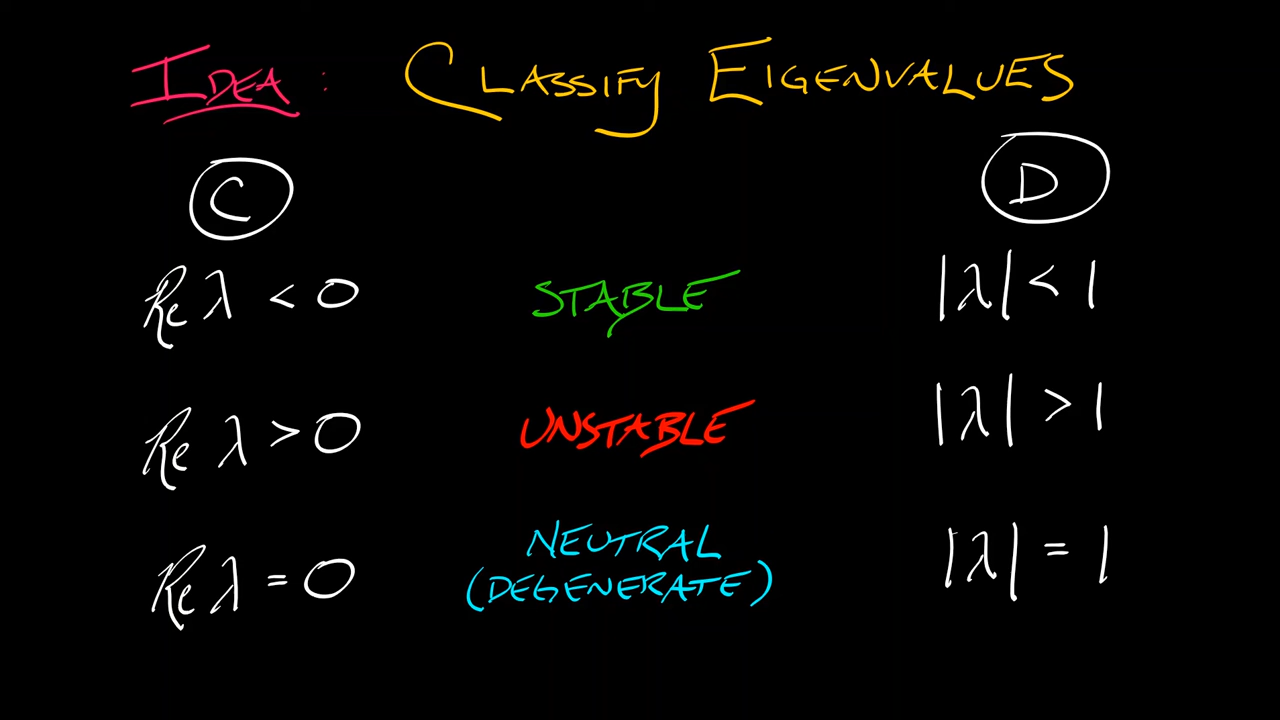 IDEA: CLASSIFY EIGENVALUES
C D
Re λ < 0 STABLE |λ| < 1
Re λ > 0 UNSTABLE |λ| > 1
Re λ = 0 NEUTRAL |λ| = 1
(DEGENERATE)